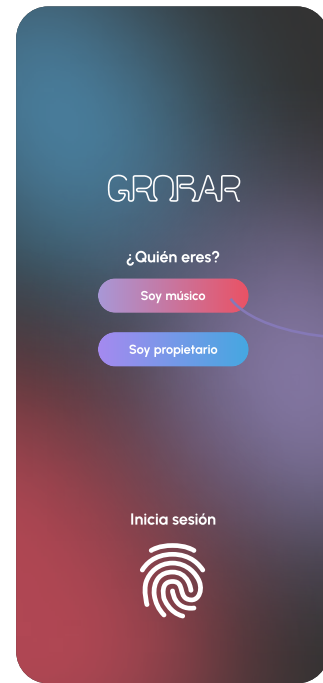 GROBAR
¿Quién eres?
Soy músico
Soy propietario
Inicia sesión